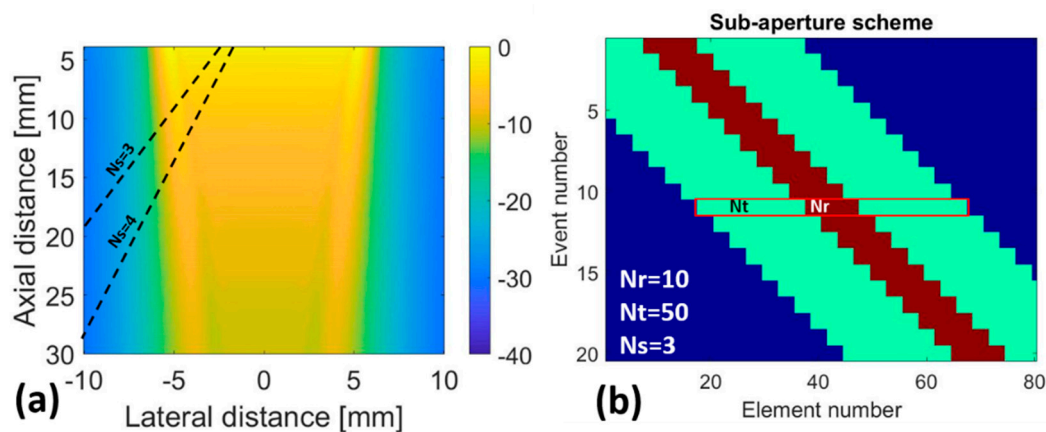 5
10
15
20
25
30
Axial distance [mm]
Ns=3
Ns=4
-10
-5
0
5
10
Lateral distance [mm]
0
-10
-20
-30
-40
(a)
Sub-aperture scheme
5
10
15
20
Event number
Nt
Nr
Nr=10
Nt=50
Ns=3
20
40
60
80
Element number
(b)